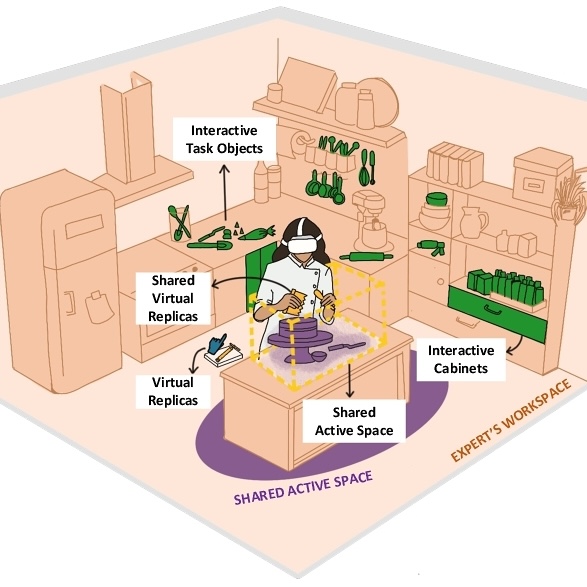 Interactive
Task Objects
Shared
Virtual
Replicas
Virtual
Replicas
Shared
Active Space
Interactive
Cabinets
EXPERT'S WORKSPACE
SHARED ACTIVE SPACE